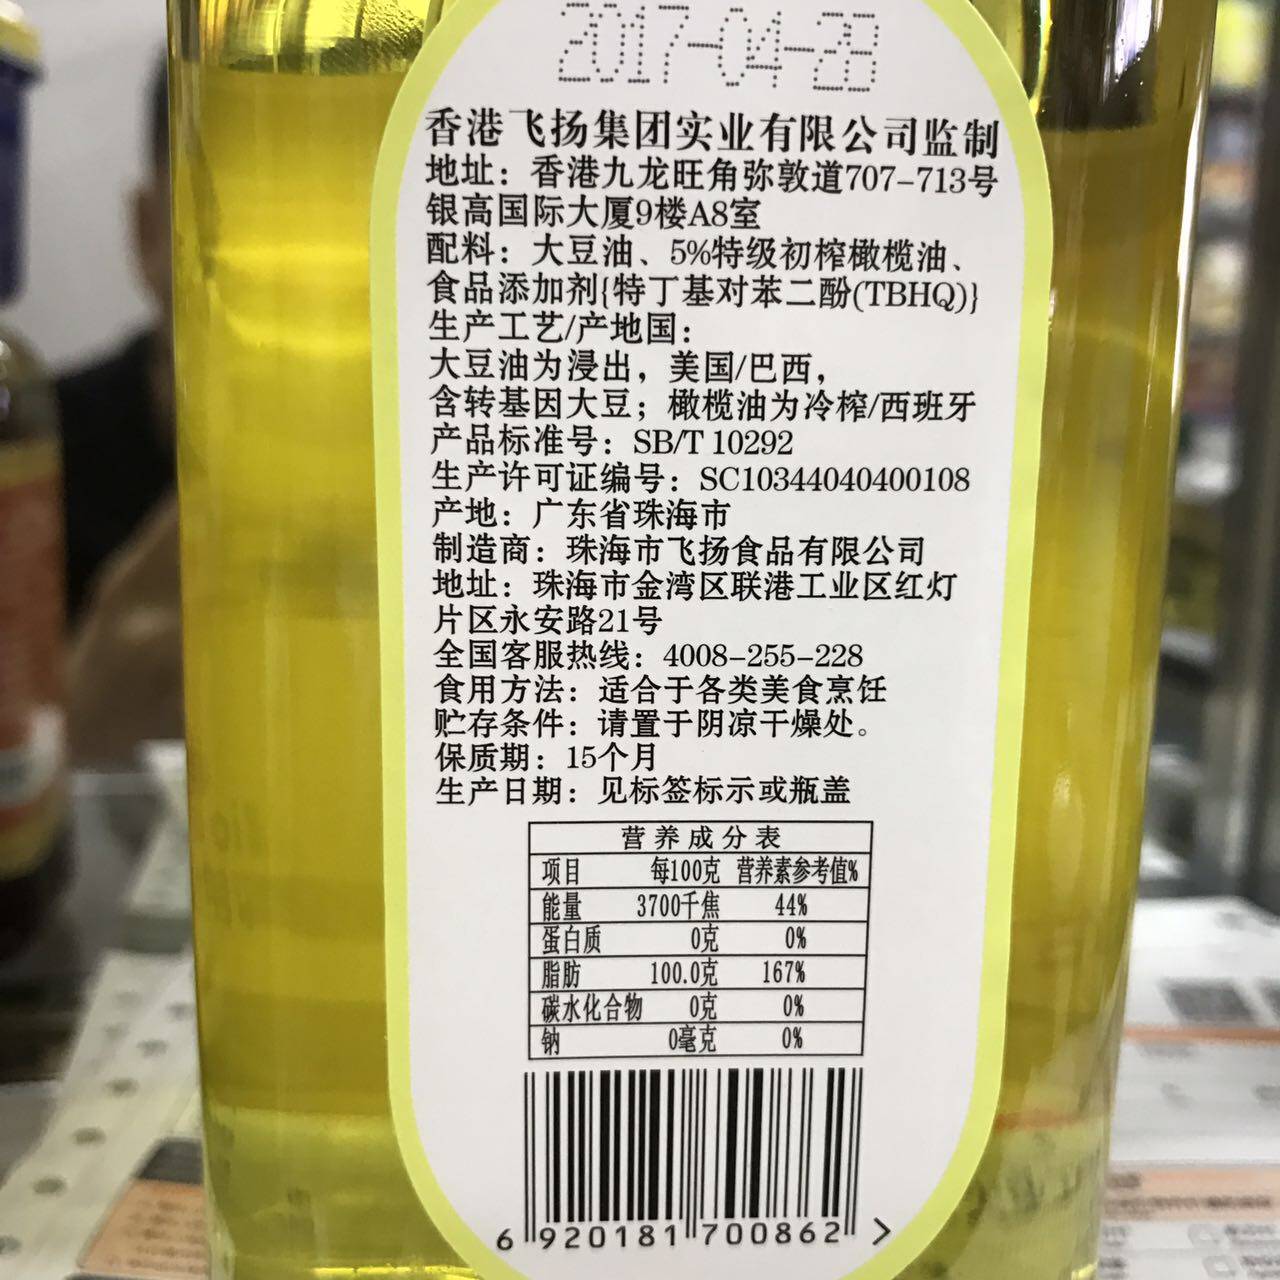 2017-04-28
香港飞扬集团实业有限公司监制
地址：香港九龙旺角弥敦道707-713号
银高国际大厦9楼A8室
配料：大豆油、5%特级初榨橄榄油、
食品添加剂{特丁基对苯二酚(TBHQ)}
生产工艺/产地国：
大豆油为浸出，美国/巴西，
含转基因大豆；橄榄油为冷榨/西班牙
产品标准号：SB/T 10292
生产许可证编号：SC10344040400108
产地：广东省珠海市
制造商：珠海市飞扬食品有限公司
地址：珠海市金湾区联港工业区红灯
片区永安路21号
全国客服热线：4008-255-228
食用方法：适合于各类美食烹饪
贮存条件：请置于阴凉干燥处。
保质期：15个月
生产日期：见标签标示或瓶盖
营养成分表
项目 每100克 营养素参考值%
能量 3700千焦 44%
蛋白质 0克 0%
脂肪 100.0克 167%
碳水化合物 0克 0%
钠 0毫克 0%
6 920181 700862 >